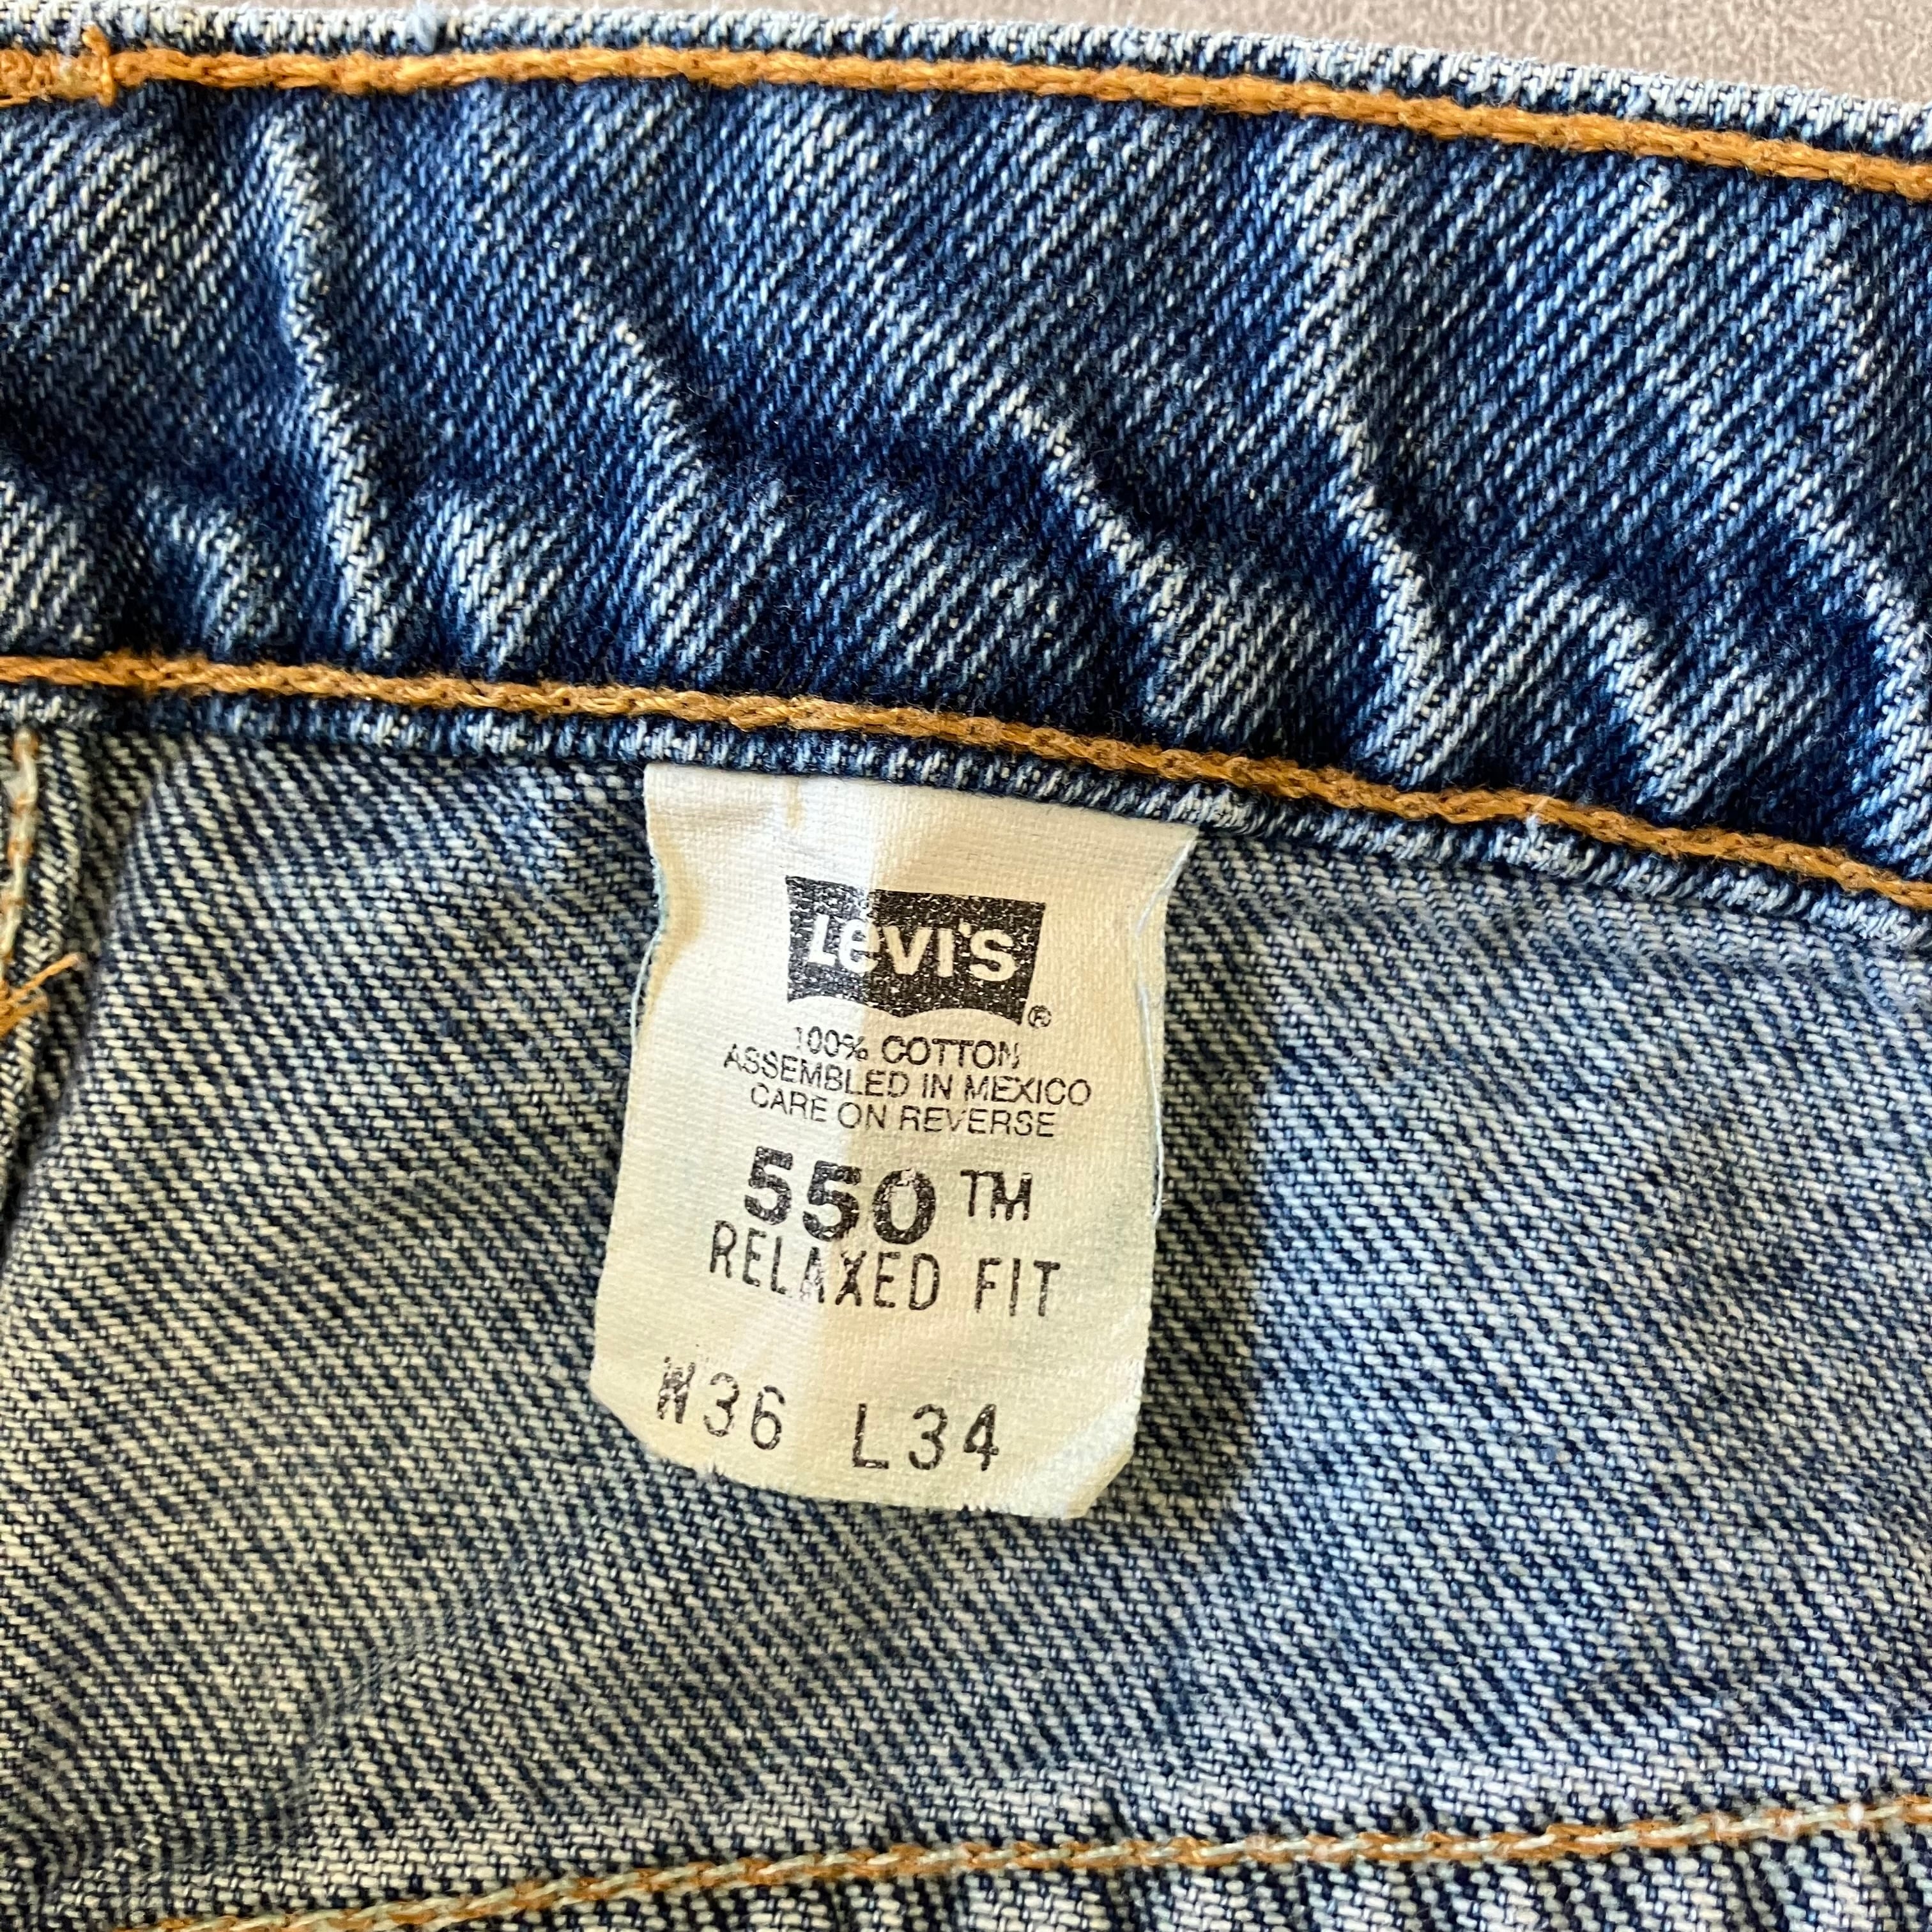 Levi's®
100% COTTON
ASSEMBLED IN MEXICO
CARE ON REVERSE
550™
RELAXED FIT
W36 L34